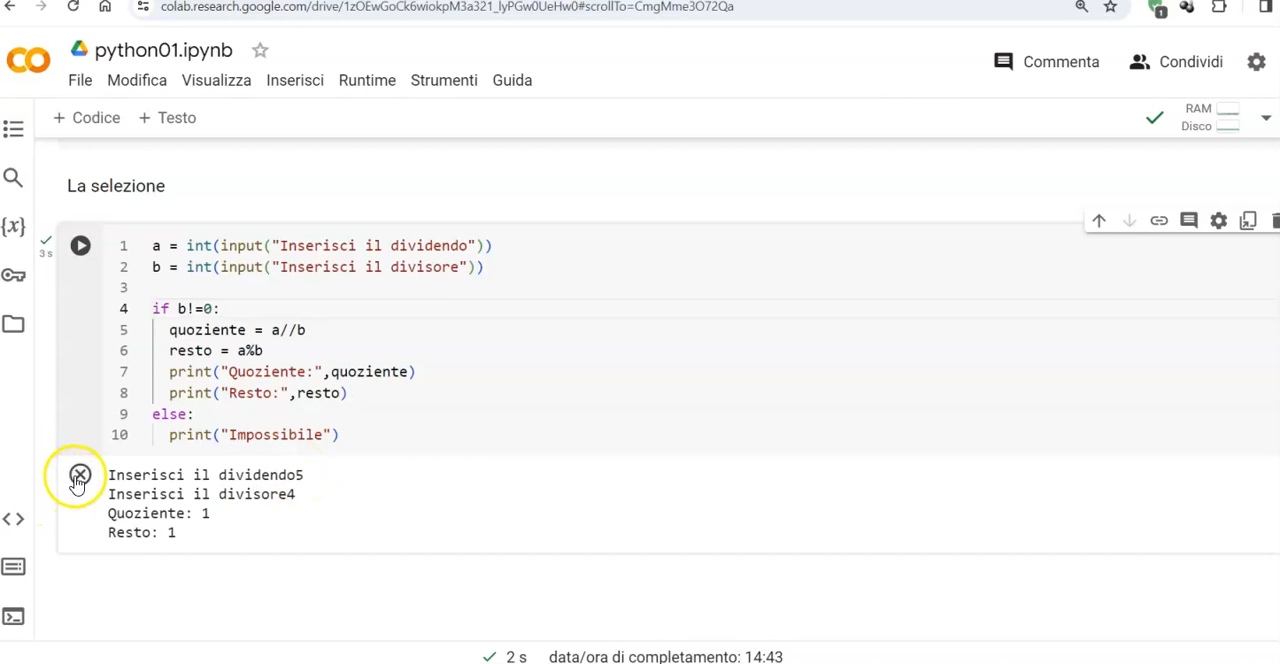 colab.research.google.com/drive/1zOEwGoCk6wiokpM3a321_lyPGw0UeHw0#scrollTo=CmgMme3O72Qa
1
python01.ipynb
File Modifica Visualizza Inserisci Runtime Strumenti Guida
Commenta Condividi
+ Codice + Testo
RAM
Disco
La selezione
3 s
1 a = int(input("Inserisci il dividendo"))
2 b = int(input("Inserisci il divisore"))
3
4 if b!=0:
5 quoziente = a//b
6 resto = a%b
7 print("Quoziente:",quoziente)
8 print("Resto:",resto)
9 else:
10 print("Impossibile")
Inserisci il dividendo5
Inserisci il divisore4
Quoziente: 1
Resto: 1
{x}
2 s data/ora di completamento: 14:43